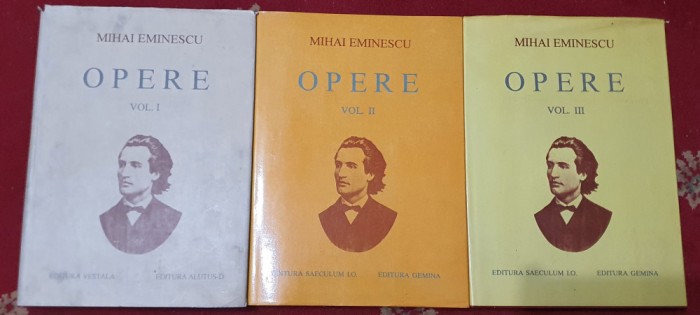 MIHAI EMINESCU
OPERE
VOL. I
EDITURA VESTALA EDITURA ALUTUS-D
MIHAI EMINESCU
OPERE
VOL. II
EDITURA SAECULUM I.O. EDITURA GEMINA
MIHAI EMINESCU
OPERE
VOL. III
EDITURA SAECULUM I.O. EDITURA GEMINA